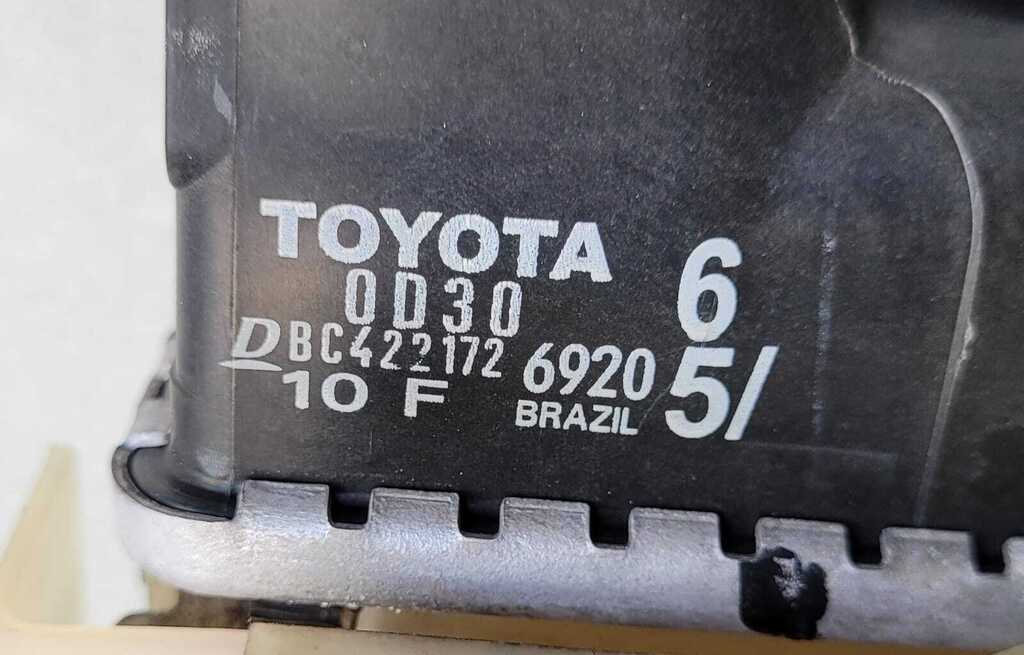 TOYOTA
0D30 6
DBC422172 6920 5/
10 F BRAZIL